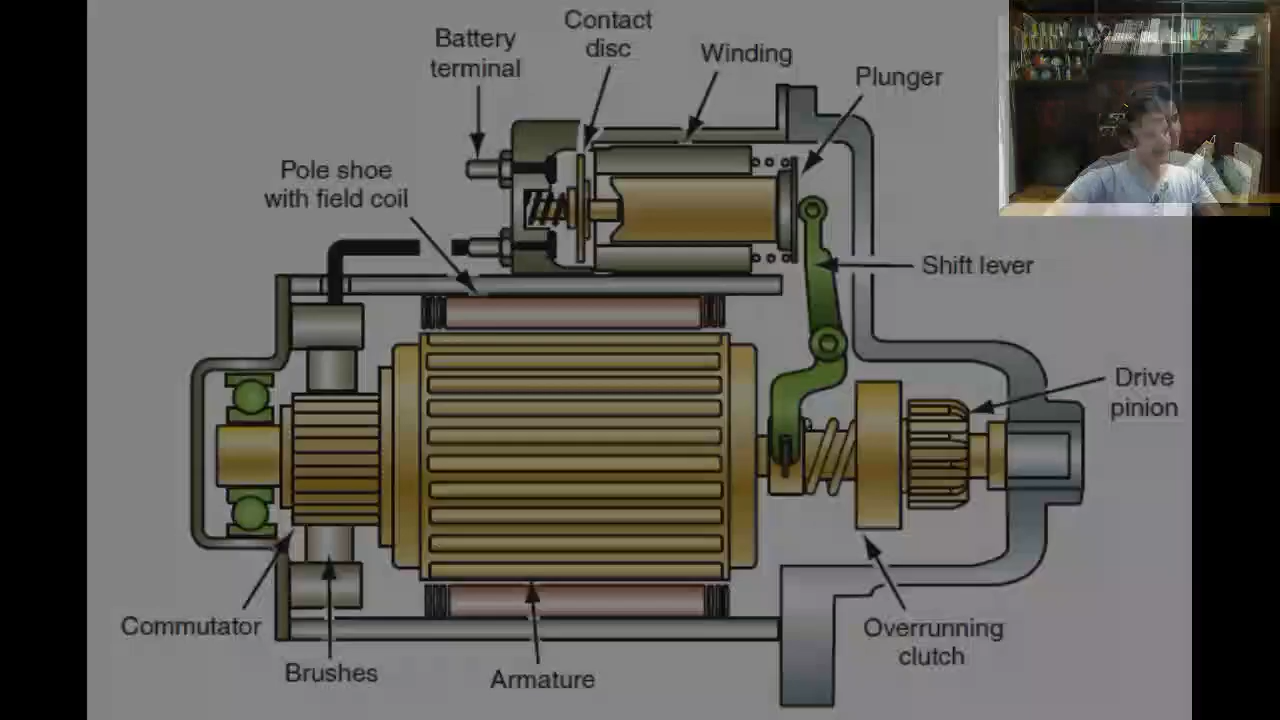 Contact
disc
Battery
terminal
Winding
Plunger
Pole shoe
with field coil
Shift lever
Drive
pinion
Commutator
Brushes
Armature
Overrunning
clutch